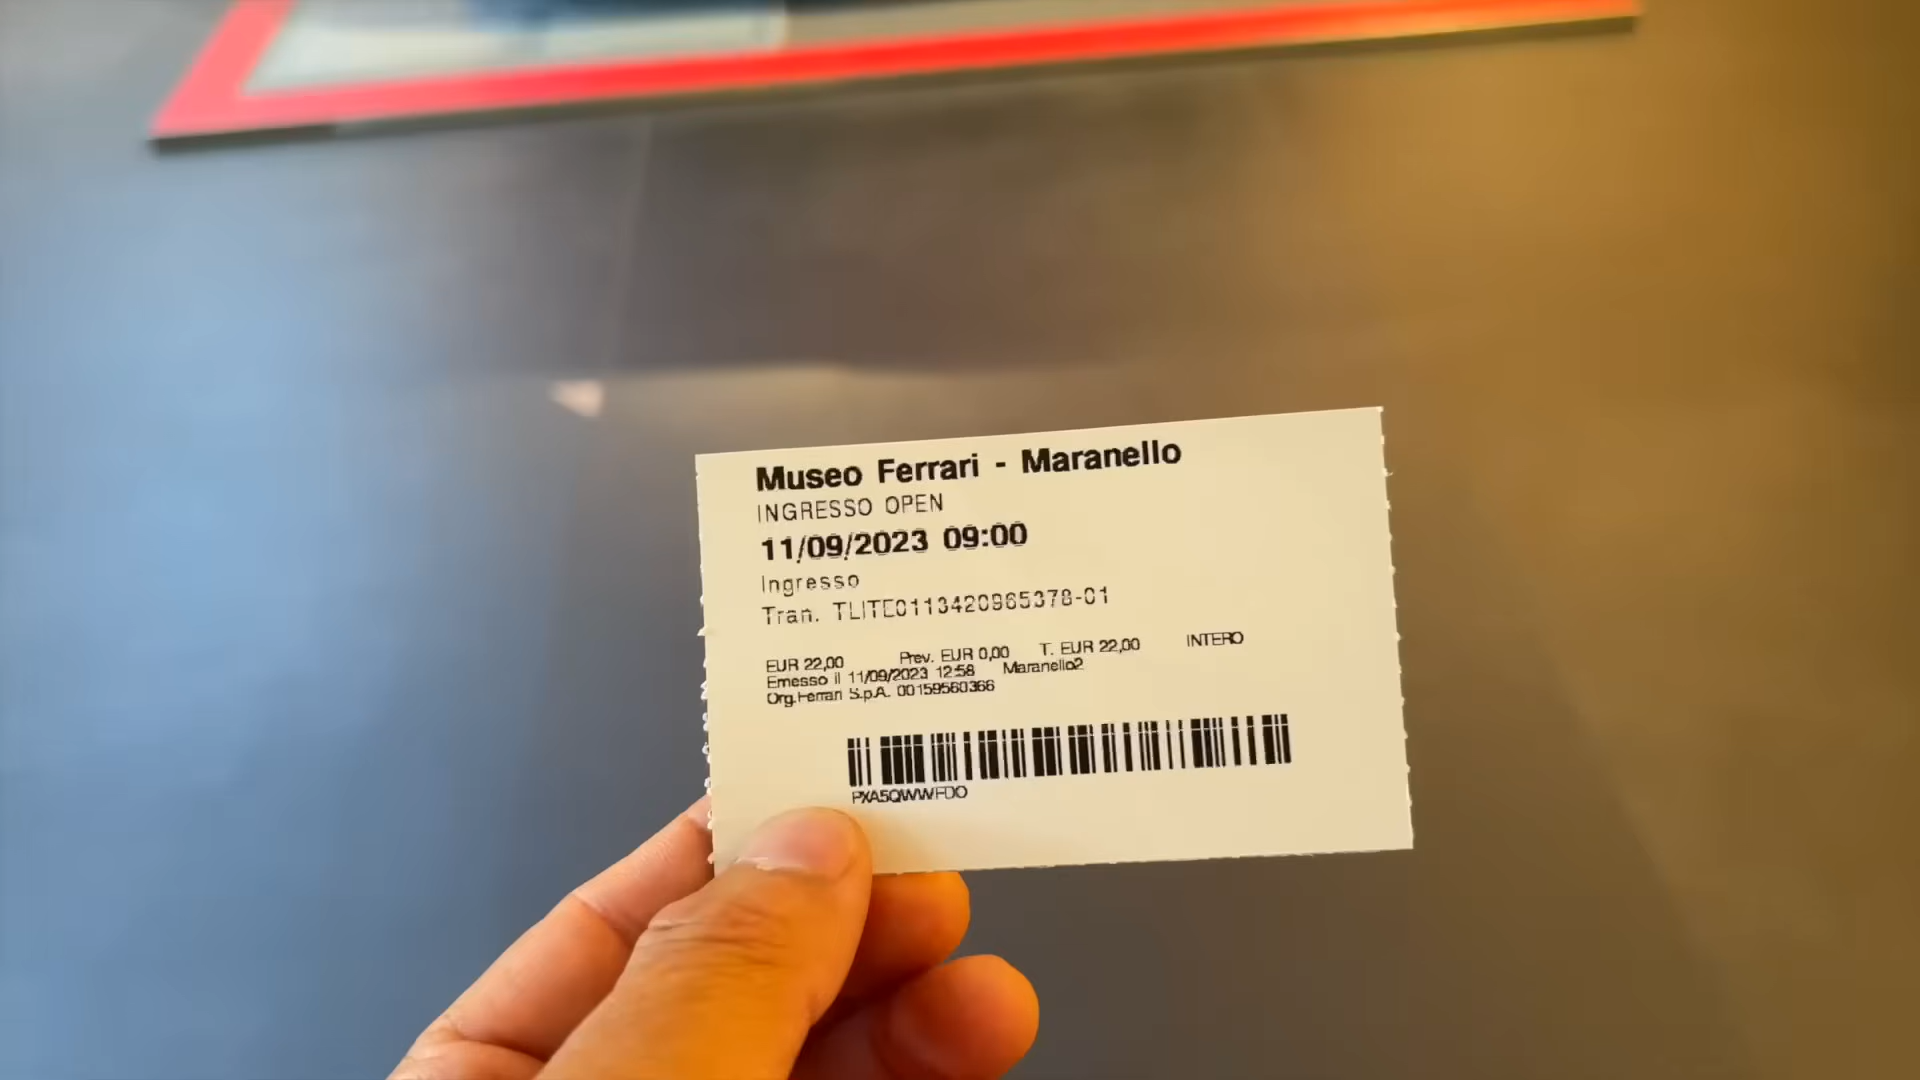 Museo Ferrari - Maranello
INGRESSO OPEN
11/09/2023 09:00
Ingresso
Tran. TLITE0113420965378-01
EUR 22,00 Prev. EUR 0,00 T. EUR 22,00 INTERO
Emesso il 11/09/2023 12:58 Maranello2
Org.Ferrari S.p.A. 00159560366
PXA5QWWFDO